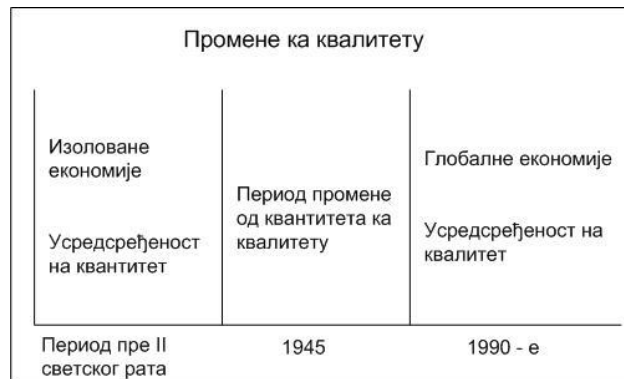 Промене ка квалитету
Изоловане
економије
Усредсређеност
на квантитет
Период промене
од квантитета ка
квалитету
Глобалне економије
Усредсређеност на
квалитет
Период пре II
светског рата
1945
1990 - е